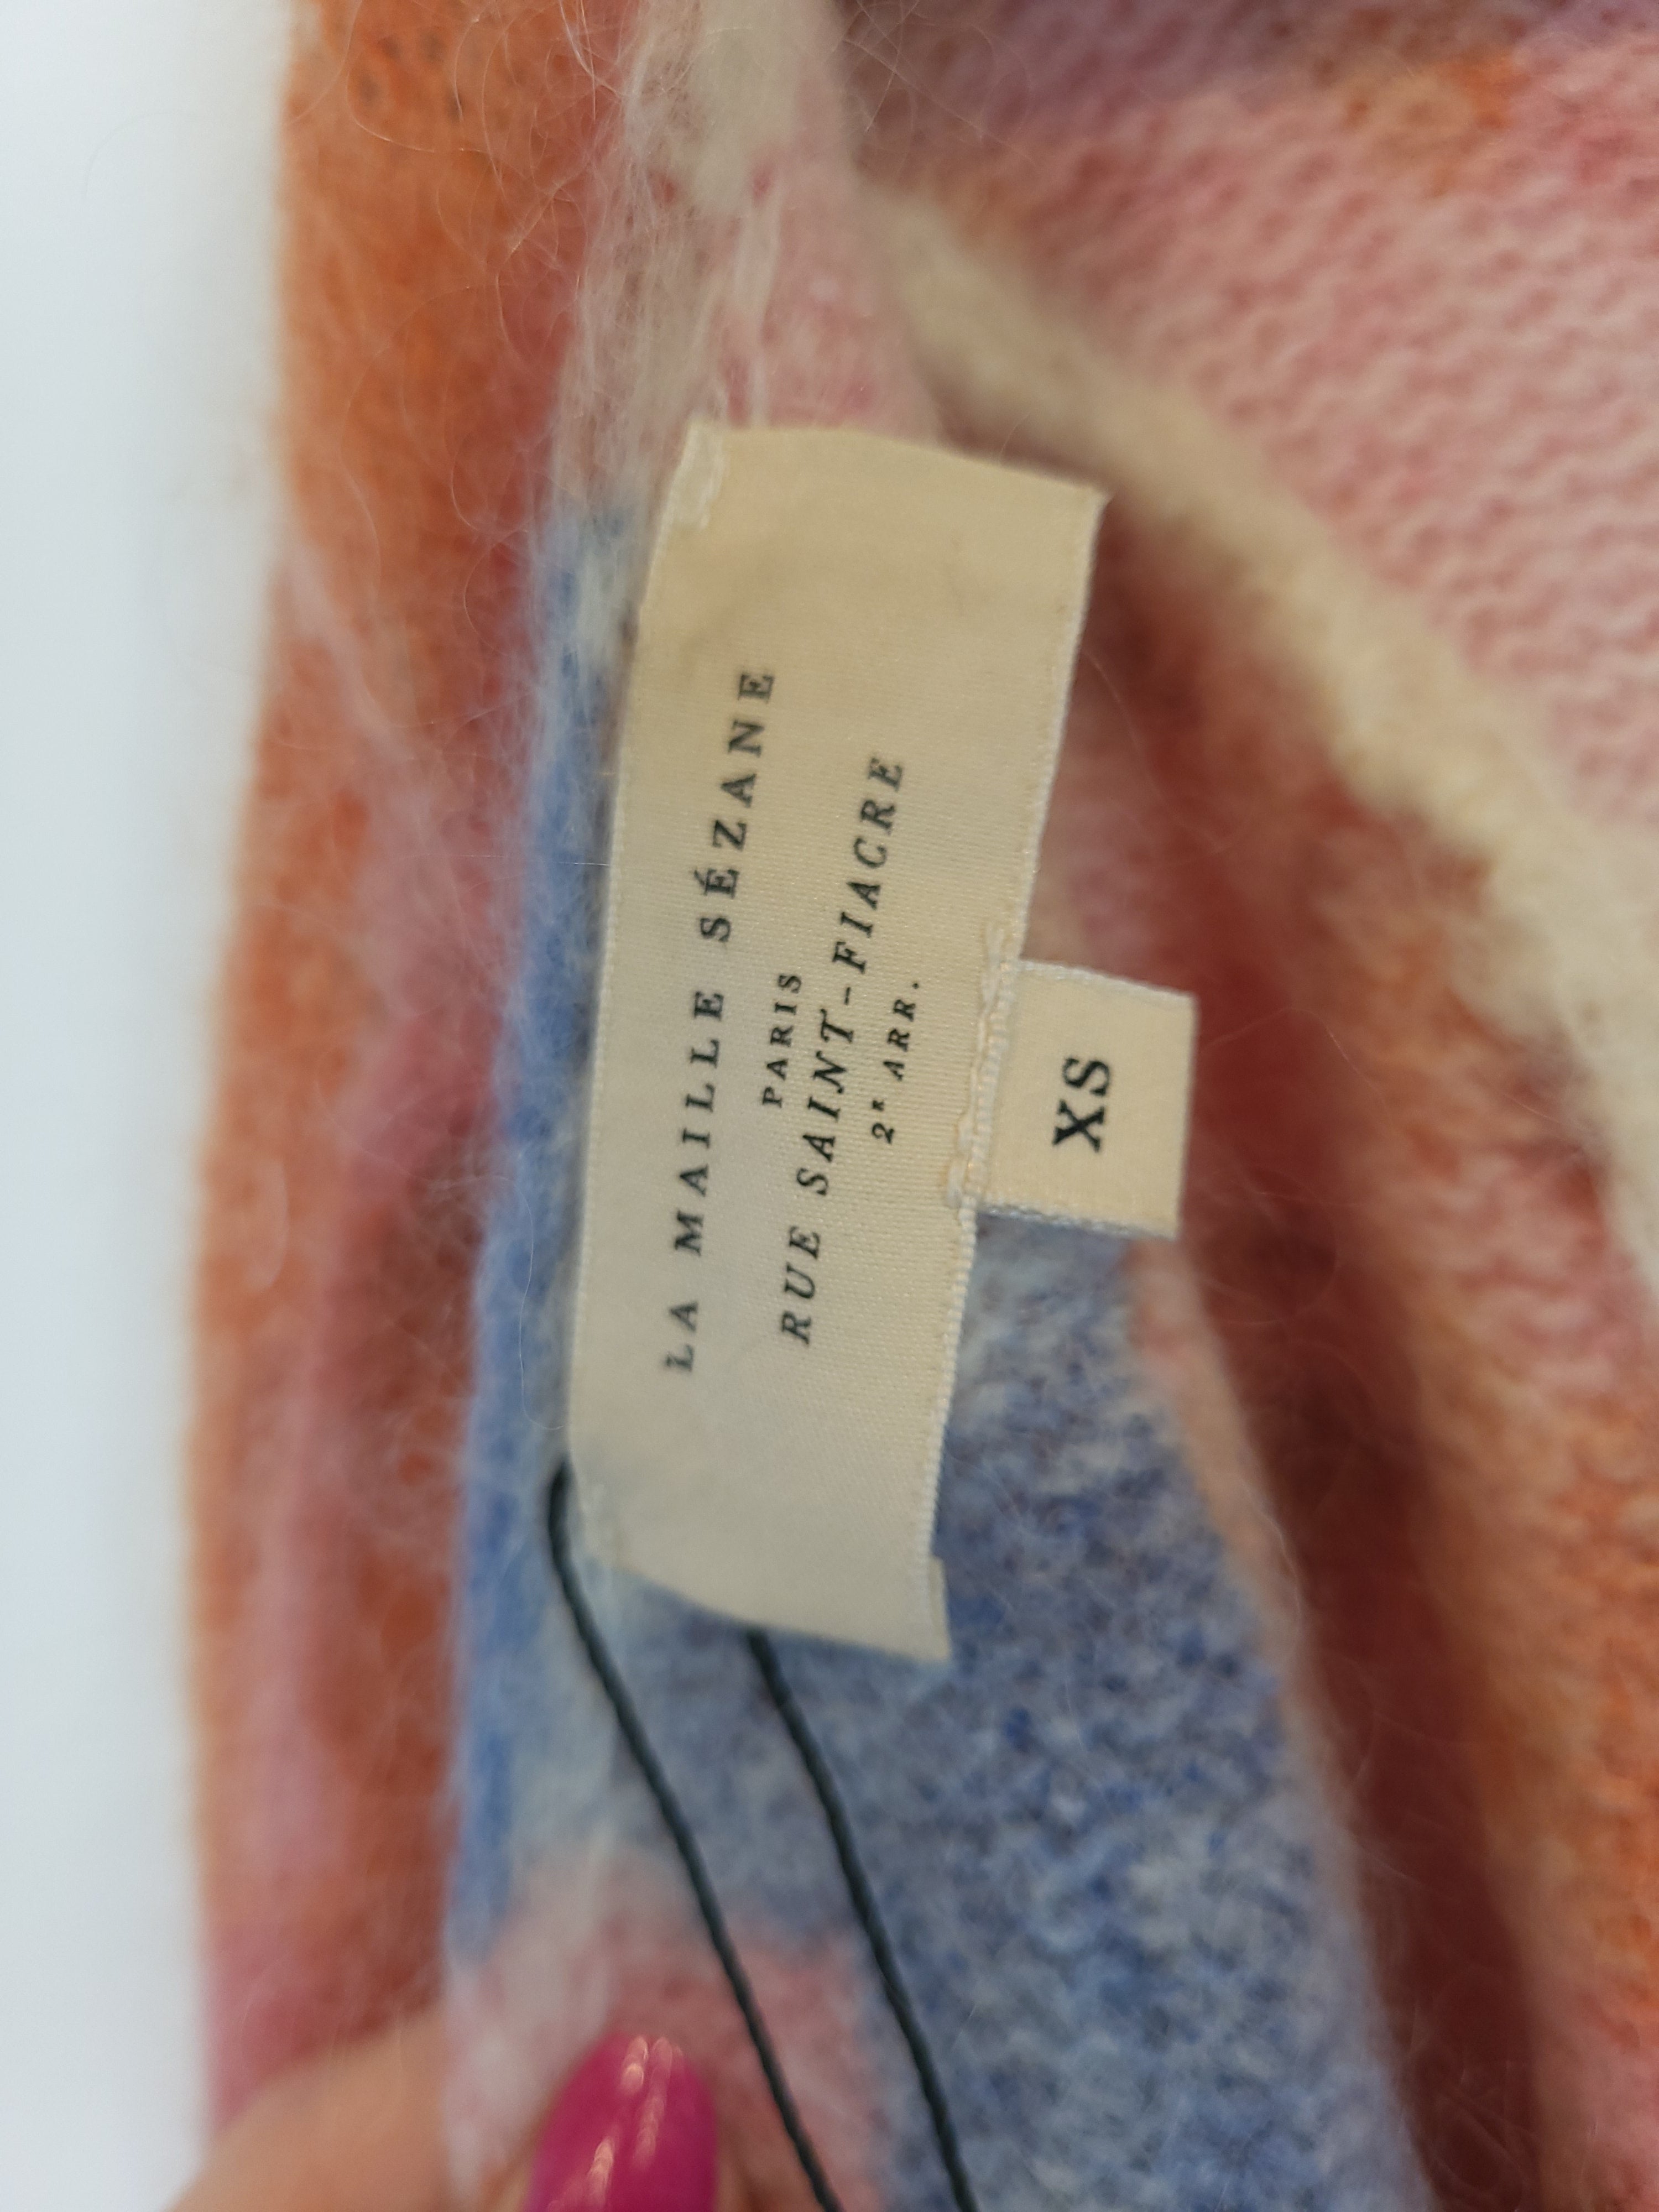 LA MAILLE SÉZANE
PARIS
RUE SAINT-FIACRE
2E ARR.
XS